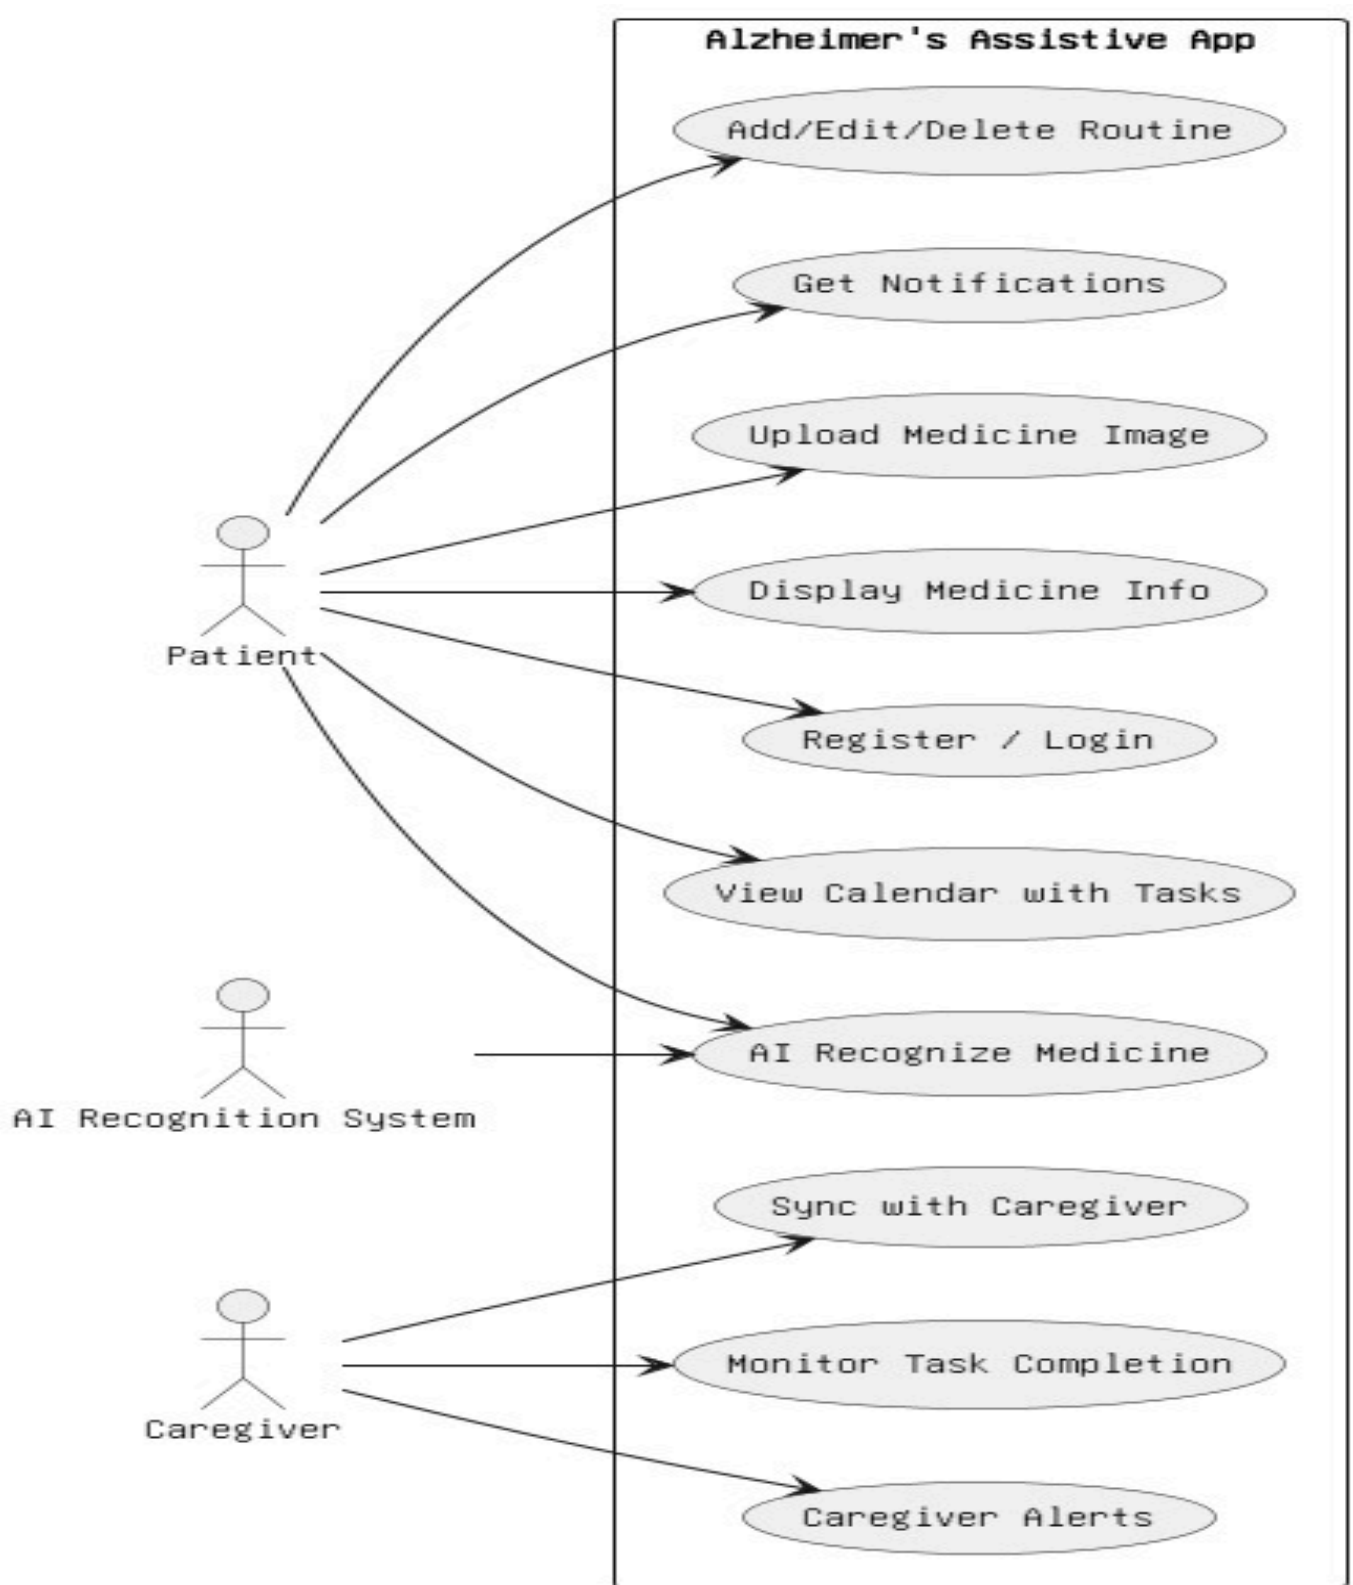 Alzheimer's Assistive App
Add/Edit/Delete Routine
Get Notifications
Upload Medicine Image
Display Medicine Info
Patient
Register / Login
View Calendar with Tasks
AI Recognize Medicine
AI Recognition System
Sync with Caregiver
Monitor Task Completion
Caregiver
Caregiver Alerts